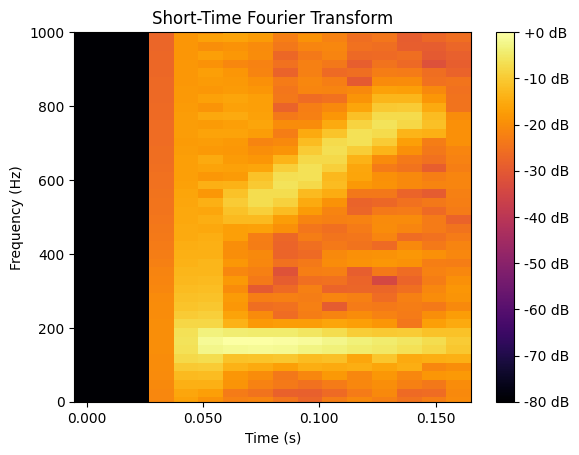 Short-Time Fourier Transform
Frequency (Hz)
1000
800
600
400
200
0
0.000
0.050
0.100
0.150
Time (s)
+0 dB
-10 dB
-20 dB
-30 dB
-40 dB
-50 dB
-60 dB
-70 dB
-80 dB